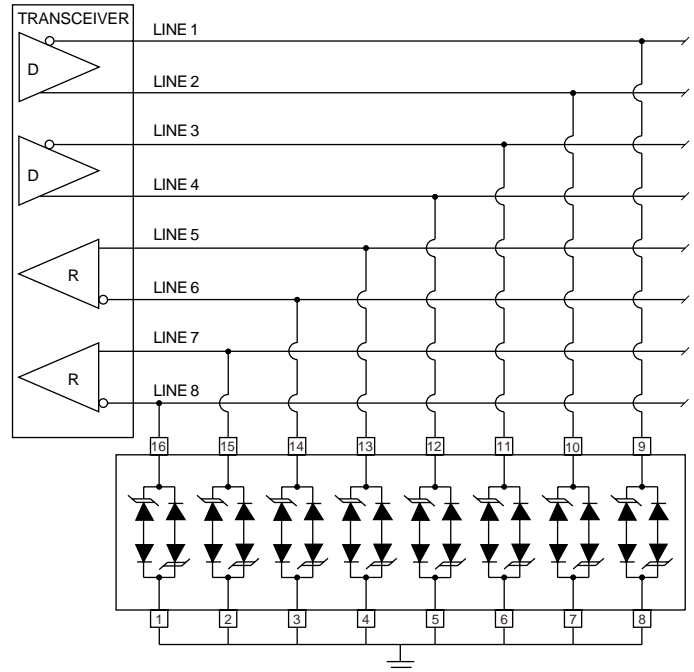 TRANSCEIVER
LINE 1
D
LINE 2
LINE 3
D
LINE 4
LINE 5
R
LINE 6
LINE 7
R
LINE 8
16 15 14 13 12 11 10 9
1 2 3 4 5 6 7 8